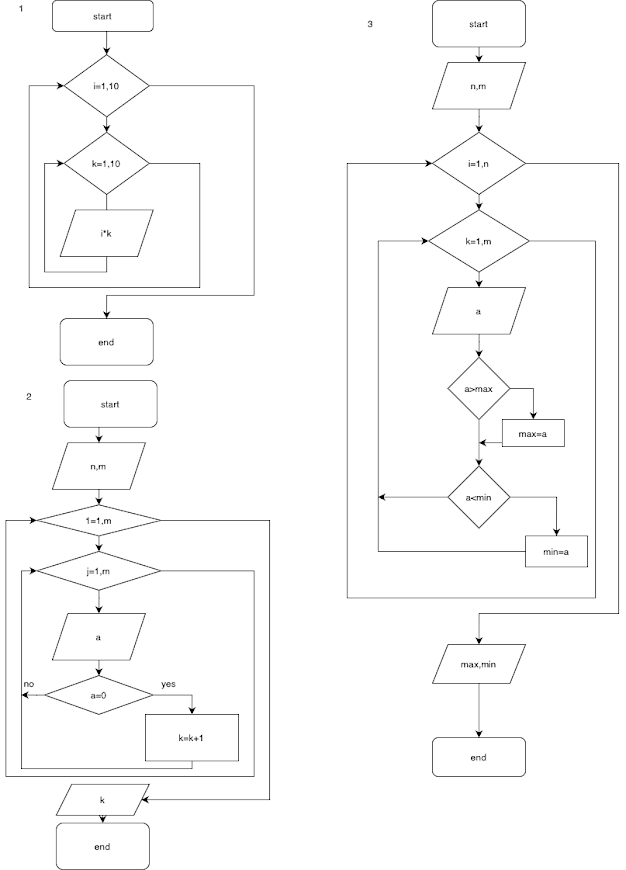 1
start
i=1,10
k=1,10
i*k
end
2
start
n,m
1=1,m
j=1,m
a
no
a=0
yes
k=k+1
k
end
3
start
n,m
i=1,n
k=1,m
a
a>max
max=a
a<min
min=a
max,min
end